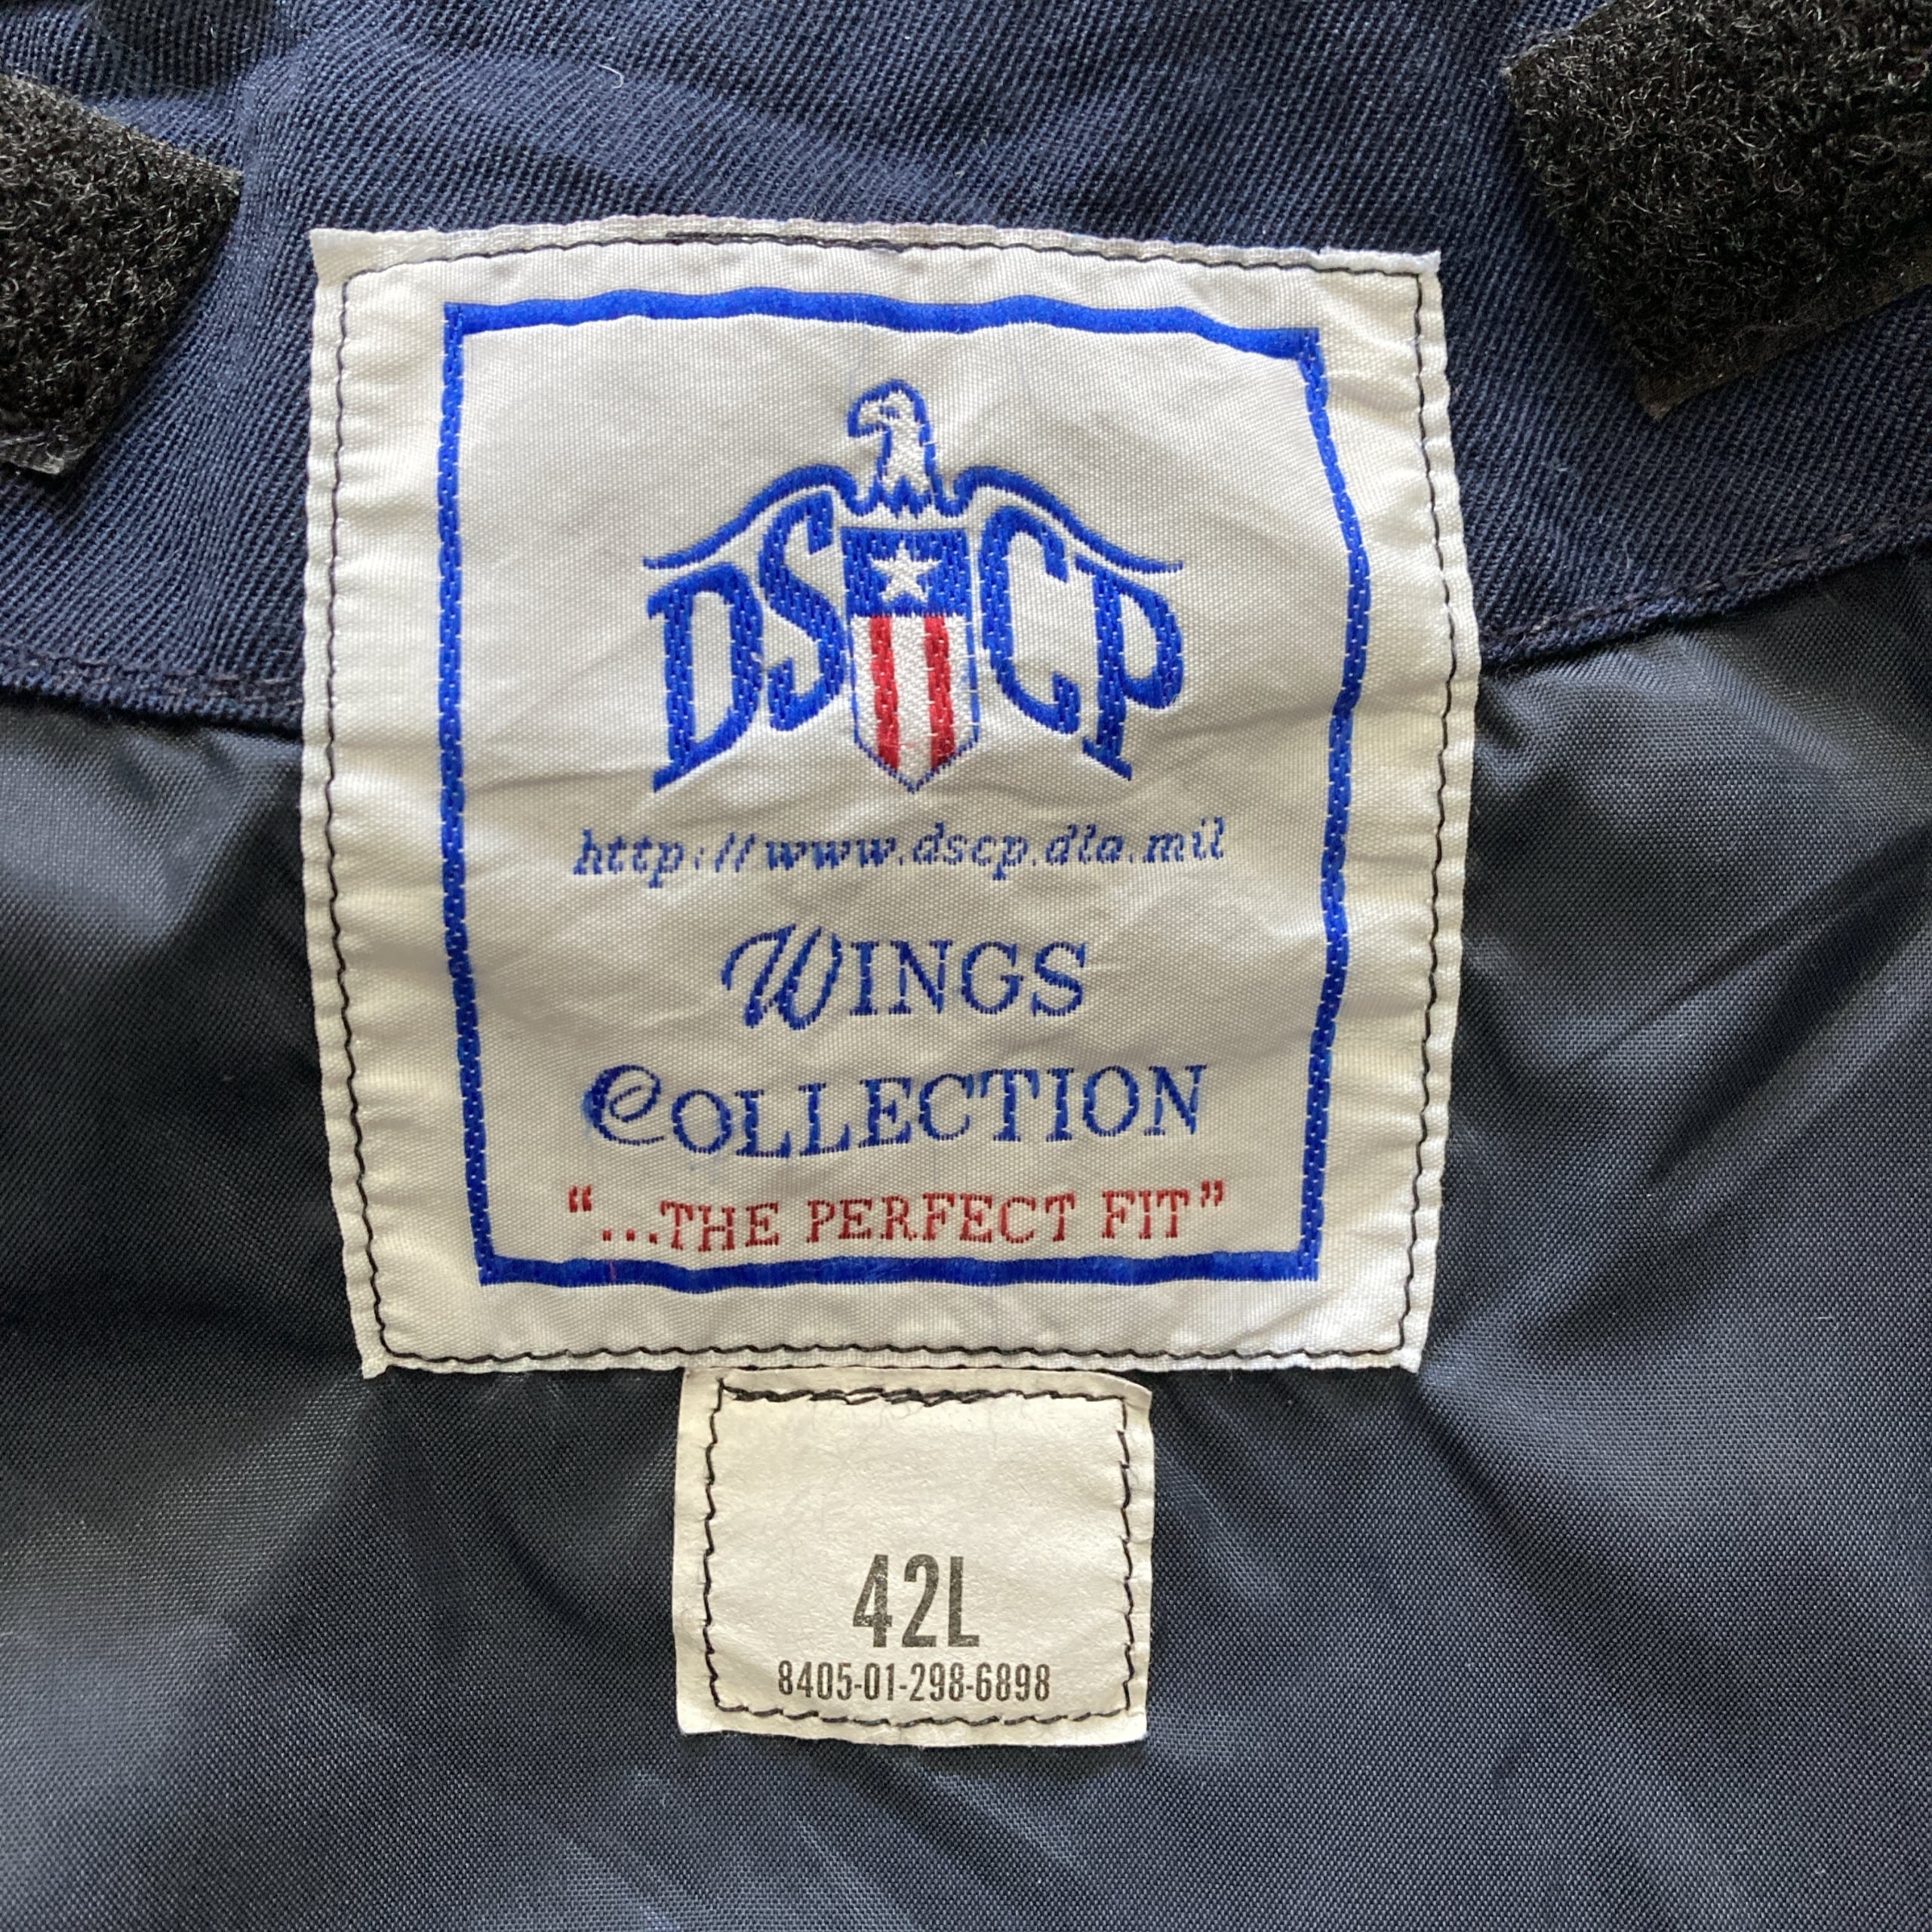 DSCP
http://www.dscp.dla.mil
WINGS
COLLECTION
"...THE PERFECT FIT"
42L
8405-01-298-6898